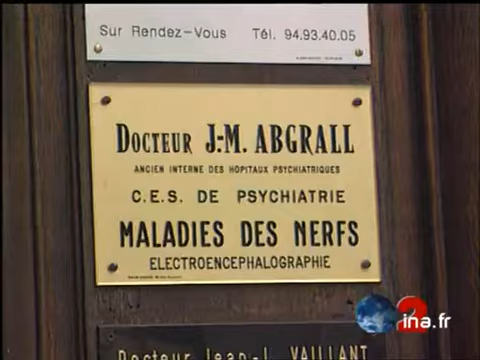 Sur Rendez-Vous Tél. 94.93.40.05
DOCTEUR J.-M. ABGRALL
ANCIEN INTERNE DES HOPITAUX PSYCHIATRIQUES
C.E.S. DE PSYCHIATRIE
MALADIES DES NERFS
ELECTROENCEPHALOGRAPHIE
Docteur Jean-L. VAILLANT
2
ina.fr